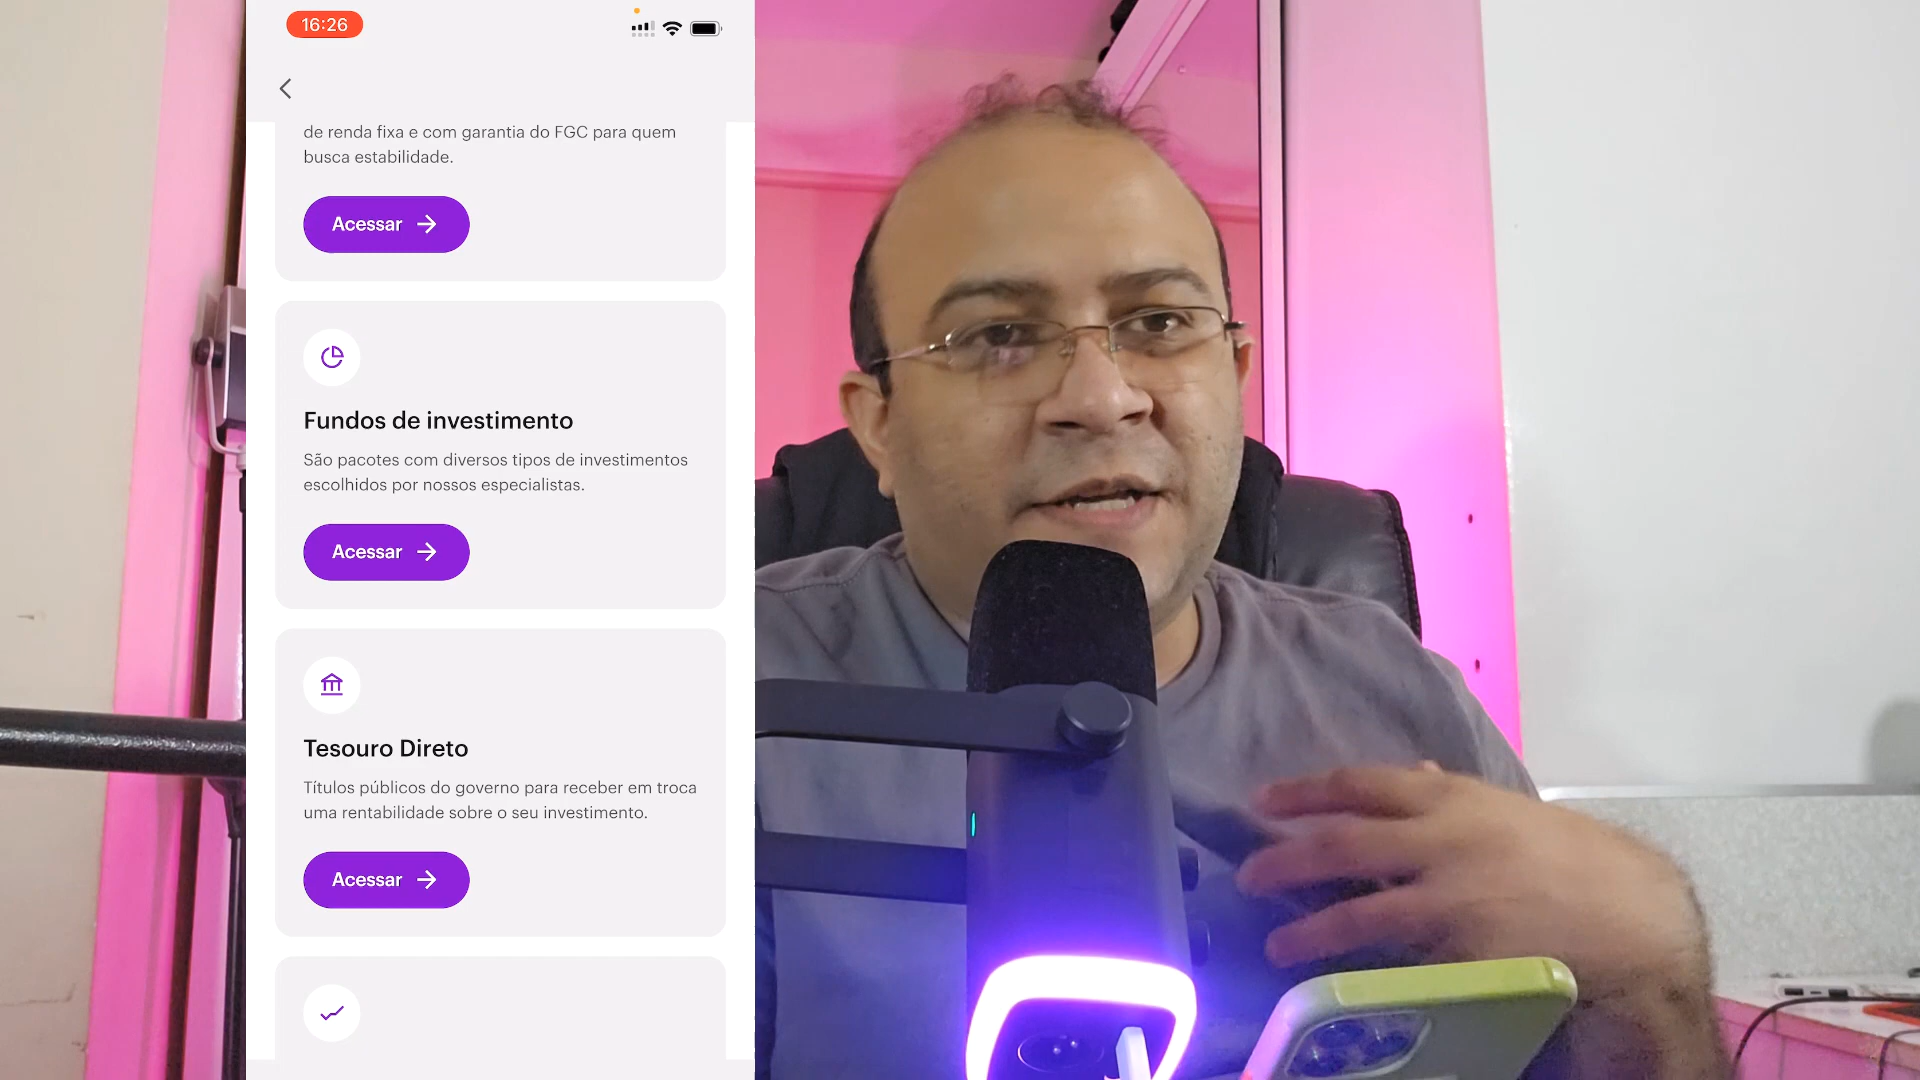 16:26
de renda fixa e com garantia do FGC para quem
busca estabilidade.
Acessar
Fundos de investimento
São pacotes com diversos tipos de investimentos
escolhidos por nossos especialistas.
Acessar
Tesouro Direto
Títulos públicos do governo para receber em troca
uma rentabilidade sobre o seu investimento.
Acessar